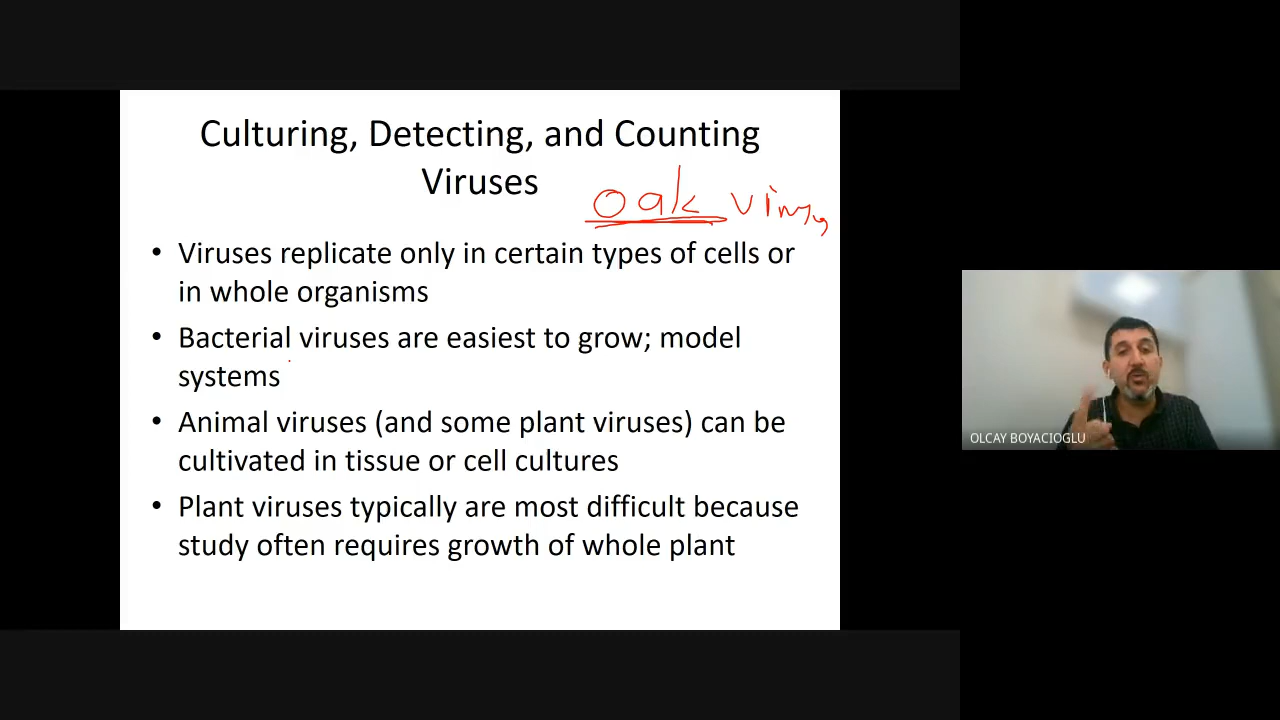 Culturing, Detecting, and Counting
Viruses
oak virus
• Viruses replicate only in certain types of cells or
in whole organisms
• Bacterial viruses are easiest to grow; model
systems
• Animal viruses (and some plant viruses) can be
cultivated in tissue or cell cultures
• Plant viruses typically are most difficult because
study often requires growth of whole plant
OLCAY BOYACIOGLU